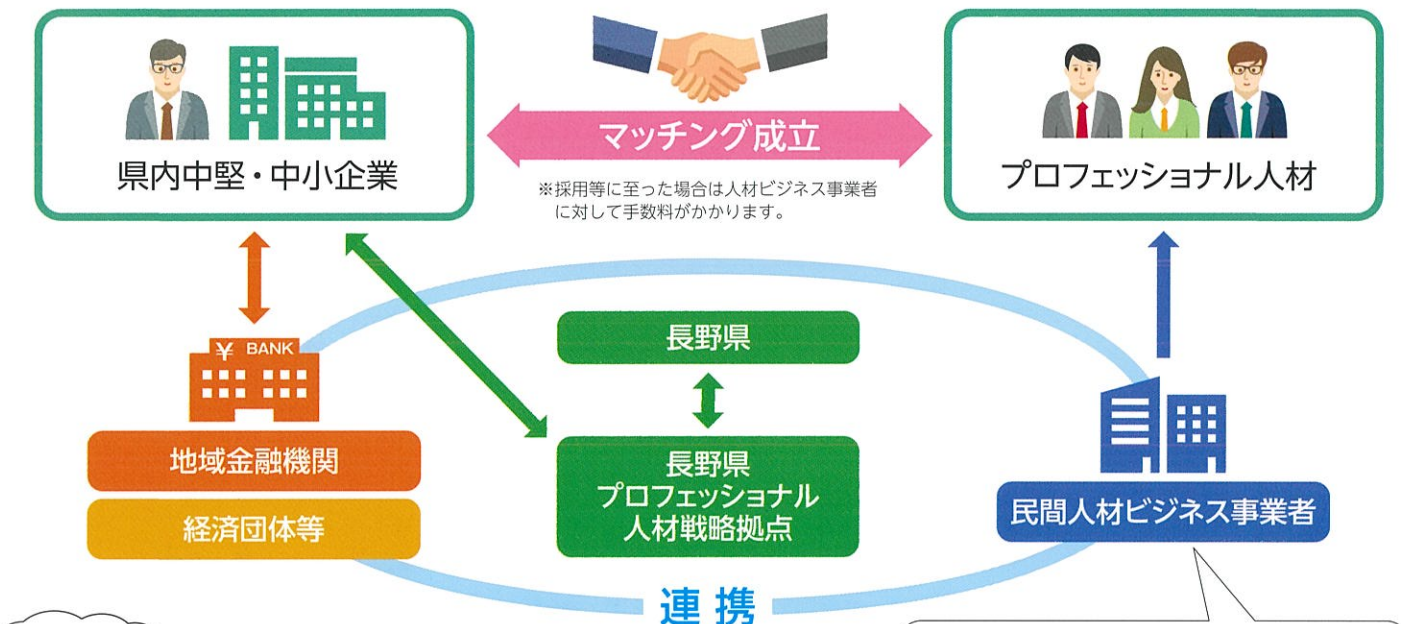 マッチング成立
県内中堅・中小企業
プロフェッショナル人材
※採用等に至った場合は人材ビジネス事業者
に対して手数料がかかります。
¥ BANK
長野県
地域金融機関
経済団体等
長野県
プロフェッショナル
人材戦略拠点
民間人材ビジネス事業者
連携